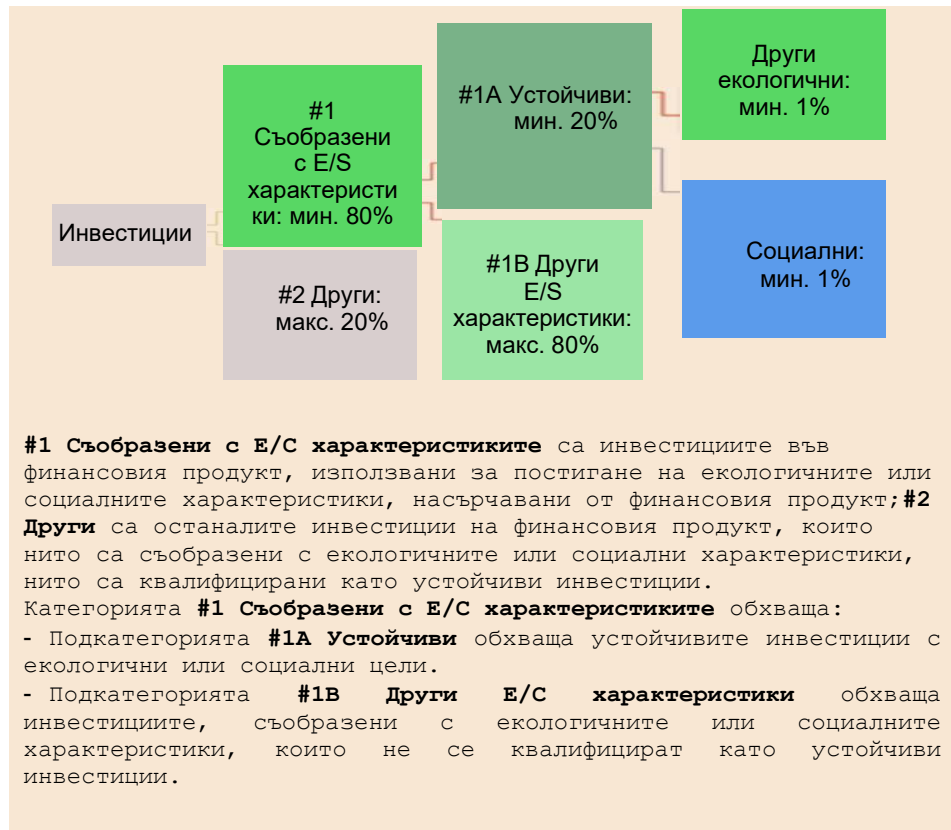 Инвестиции
#1
Съобразени
с E/S
характеристи
ки: мин. 80%
#2 Други:
макс. 20%
#1A Устойчиви:
мин. 20%
#1B Други
E/S
характеристики:
макс. 80%
Други
екологични:
мин. 1%
Социални:
мин. 1%
#1 Съобразени с Е/С характеристиките са инвестициите във
финансовия продукт, използвани за постигане на екологичните или
социалните характеристики, насърчавани от финансовия продукт;#2
Други са останалите инвестиции на финансовия продукт, които
нито са съобразени с екологичните или социални характеристики,
нито са квалифицирани като устойчиви инвестиции.
Категорията #1 Съобразени с Е/С характеристиките обхваща:
- Подкатегорията #1A Устойчиви обхваща устойчивите инвестиции с
екологични или социални цели.
- Подкатегорията #1B Други Е/С характеристики обхваща
инвестициите, съобразени с екологичните или социалните
характеристики, които не се квалифицират като устойчиви
инвестиции.